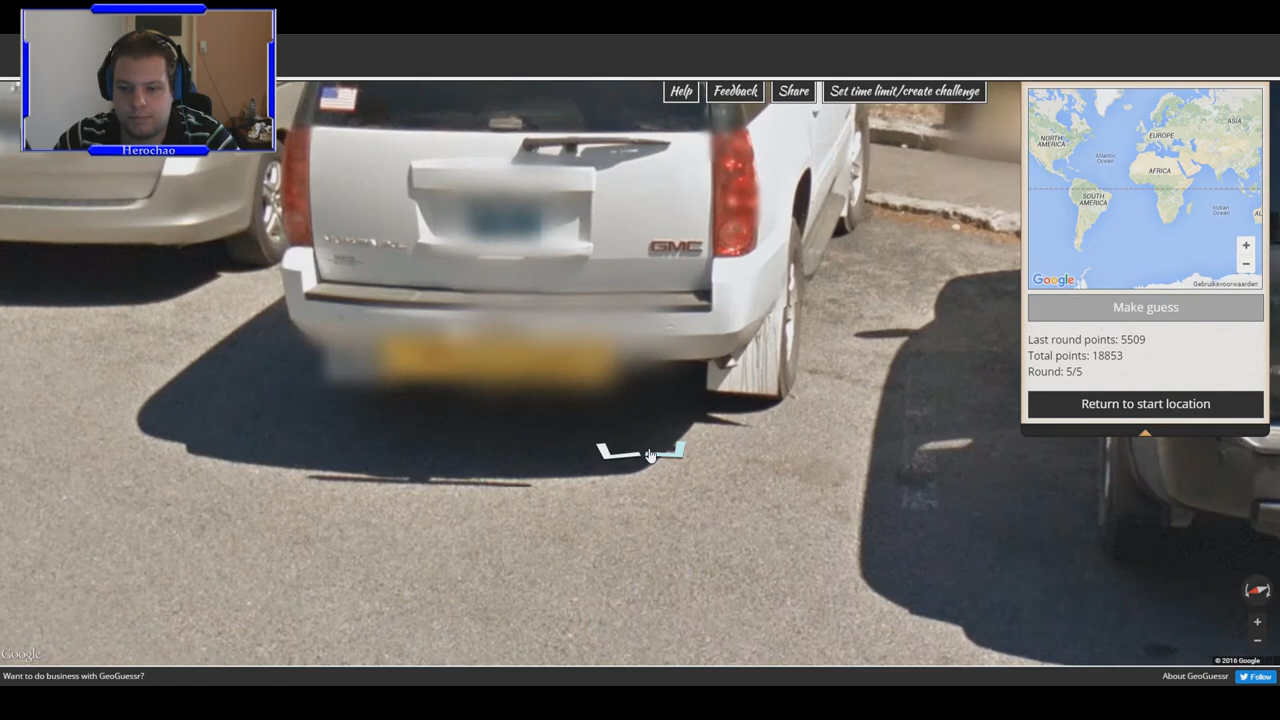 Herochao
Help
Feedback
Share
Set time limit/create challenge
NORTH
AMERICA
EUROPE
ASIA
Atlantic
Ocean
AFRICA
SOUTH
AMERICA
Indian
Ocean
Google
Gebruiksvoorwaarden
+
−
Make guess
Last round points: 5509
Total points: 18853
Round: 5/5
Return to start location
GMC
+
−
Google
© 2016 Google
Want to do business with GeoGuessr?
About GeoGuessr
Follow